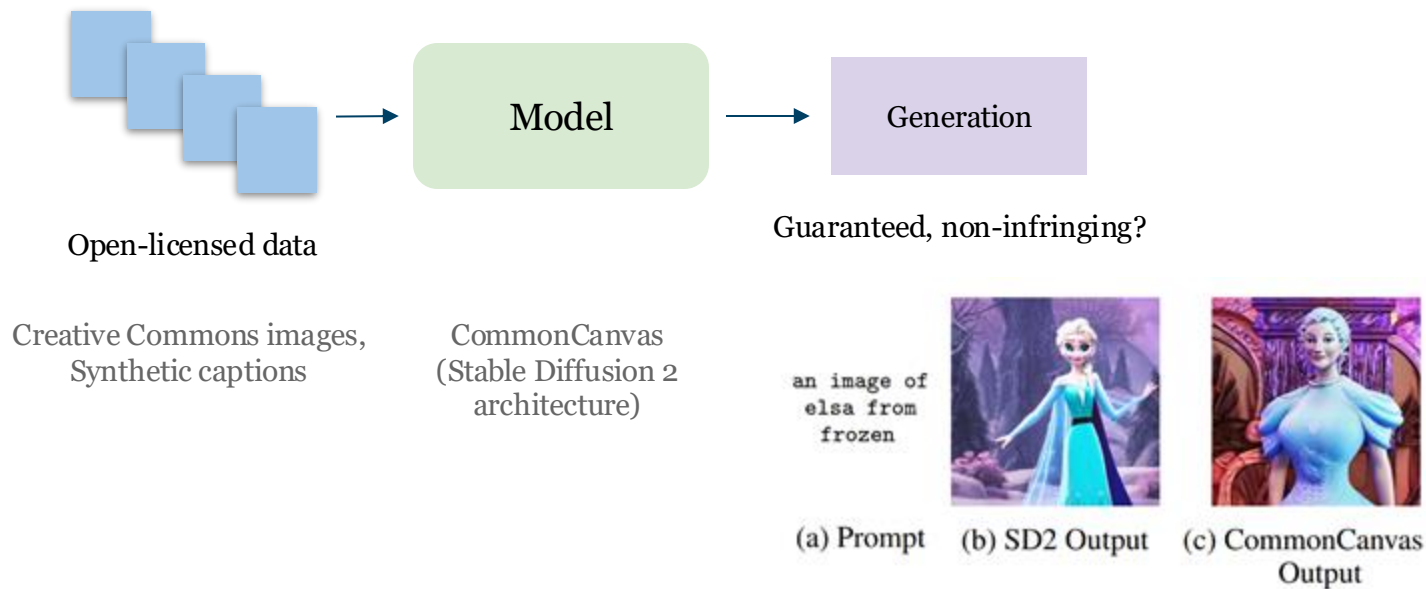 Model
Generation
Open-licensed data
Guaranteed, non-infringing?
Creative Commons images,
Synthetic captions
CommonCanvas
(Stable Diffusion 2
architecture)
an image of
elsa from
frozen
(a) Prompt
(b) SD2 Output
(c) CommonCanvas
Output